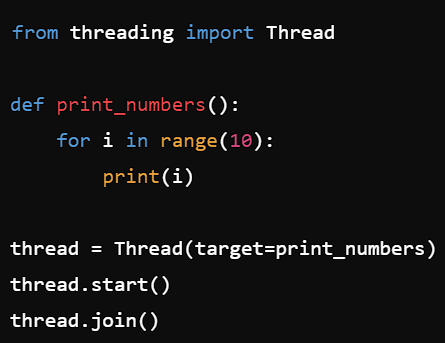 from threading import Thread
def print_numbers():
    for i in range(10):
        print(i)
thread = Thread(target=print_numbers)
thread.start()
thread.join()